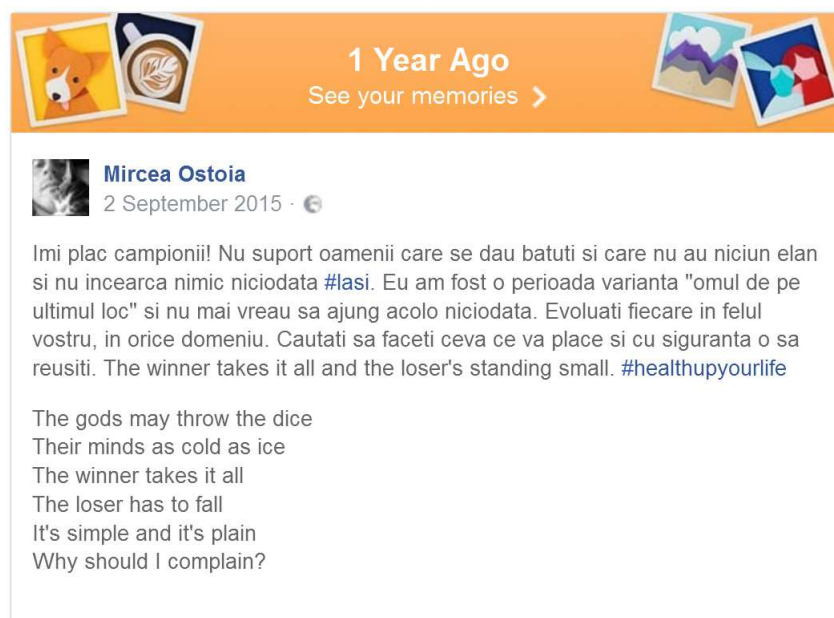 1 Year Ago
See your memories
Mircea Ostoia
2 September 2015 ·
Imi plac campionii! Nu suport oamenii care se dau batuti si care nu au niciun elan
si nu incearca nimic niciodata #Iasi. Eu am fost o perioada varianta "omul de pe
ultimul loc" si nu mai vreau sa ajung acolo niciodata. Evoluati fiecare in felul
vostru, in orice domeniu. Cautati sa faceti ceva ce va place si cu siguranta o sa
reusiti. The winner takes it all and the loser's standing small. #healthupyourlife
The gods may throw the dice
Their minds as cold as ice
The winner takes it all
The loser has to fall
It's simple and it's plain
Why should I complain?